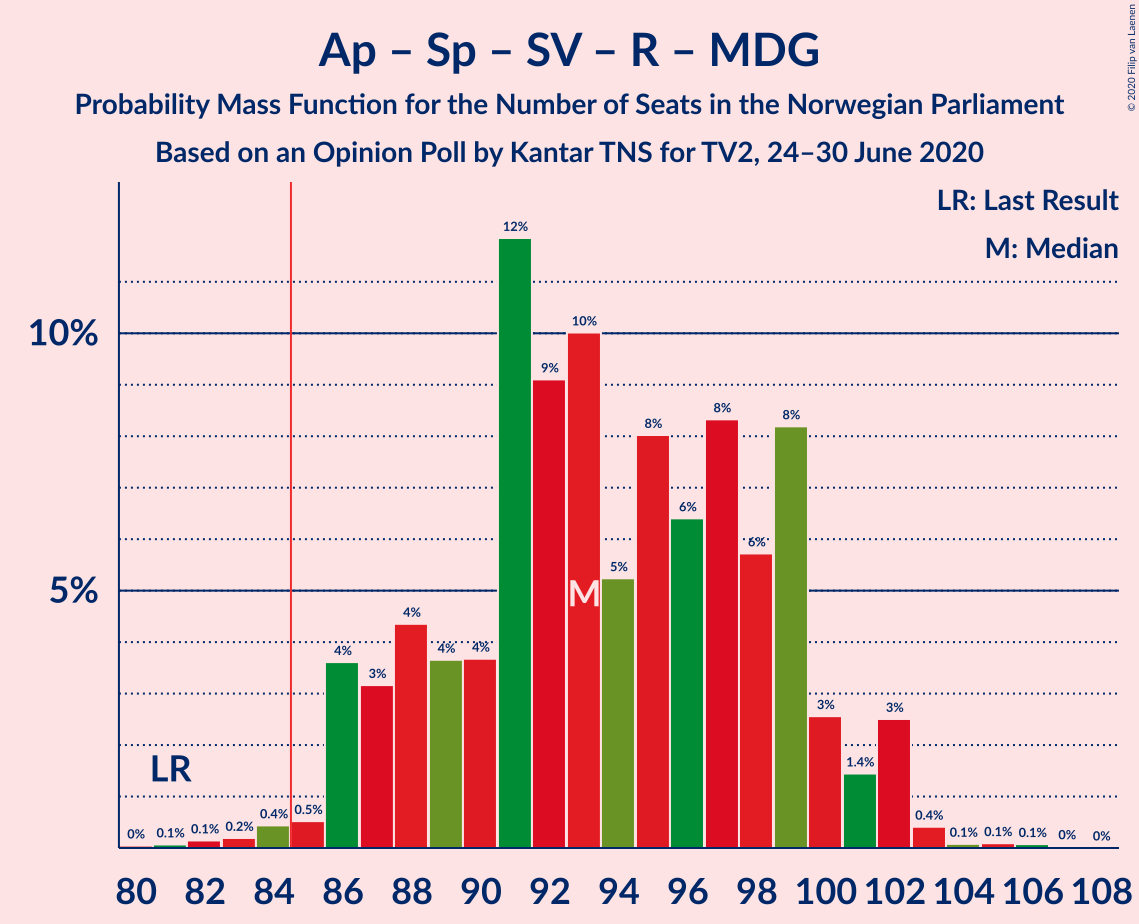 Ap – Sp – SV – R – MDG
Probability Mass Function for the Number of Seats in the Norwegian Parliament
Based on an Opinion Poll by Kantar TNS for TV2, 24–30 June 2020
© 2020 Filip van Laenen
LR: Last Result
M: Median
10%
5%
LR
M
0% 0.1% 0.1% 0.2% 0.4% 0.5% 4% 3% 4% 4% 4% 12% 9% 10% 5% 8% 6% 8% 6% 8% 3% 1.4% 3% 0.4% 0.1% 0.1% 0.1% 0% 0%
80 82 84 86 88 90 92 94 96 98 100 102 104 106 108